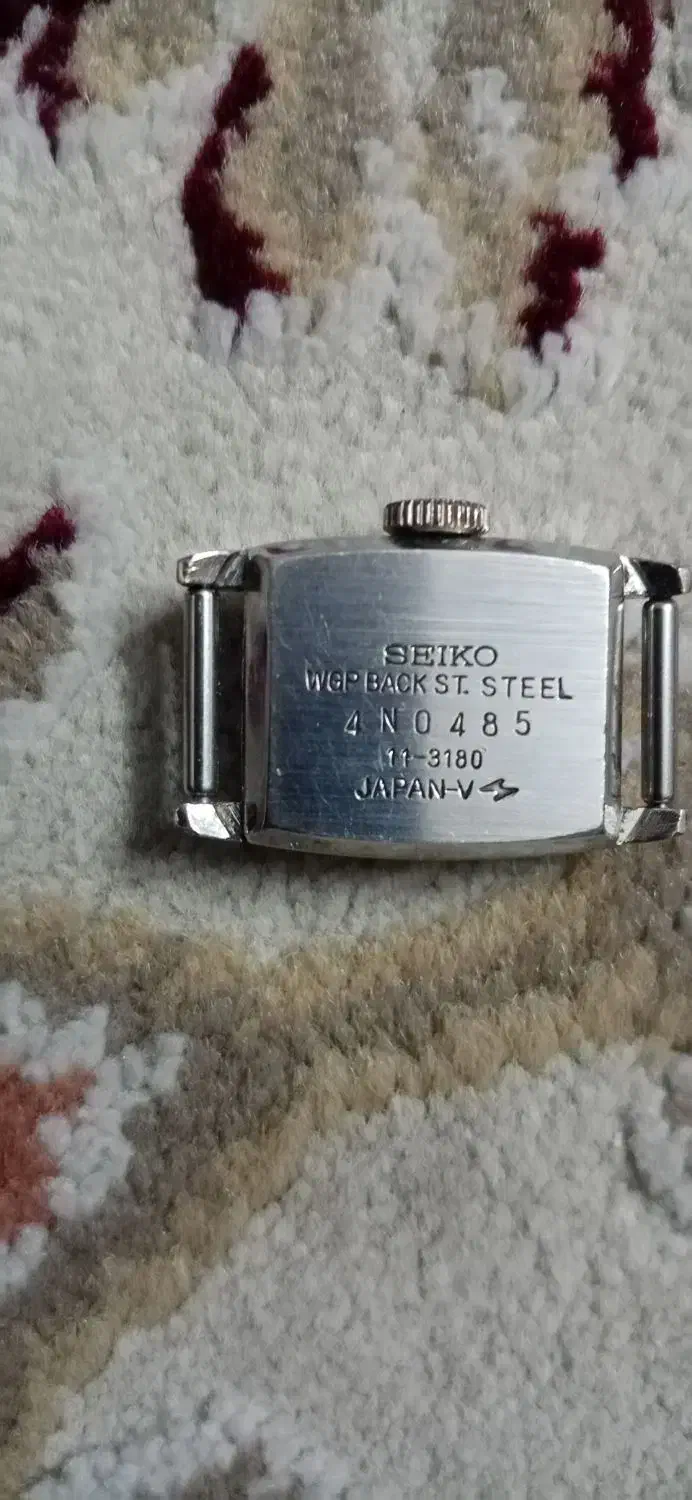 SEIKO
WGP BACK ST. STEEL
4N0485
11-3180
JAPAN-V